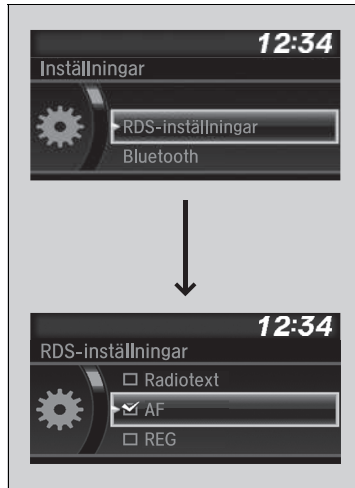 12:34
Inställningar
RDS-inställningar
Bluetooth
12:34
RDS-inställningar
Radiotext
AF
REG